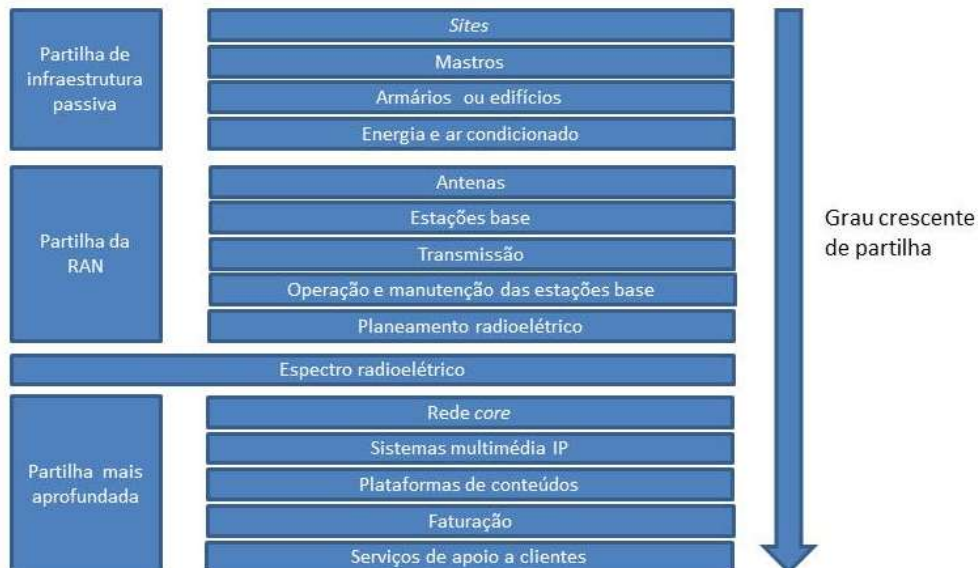 Partilha de
infraestrutura
passiva
Sites
Mastros
Armários ou edifícios
Energia e ar condicionado
Partilha da
RAN
Antenas
Estações base
Transmissão
Operação e manutenção das estações base
Planeamento radioelétrico
Espectro radioelétrico
Partilha mais
aprofundada
Rede core
Sistemas multimédia IP
Plataformas de conteúdos
Faturação
Serviços de apoio a clientes
Grau crescente
de partilha